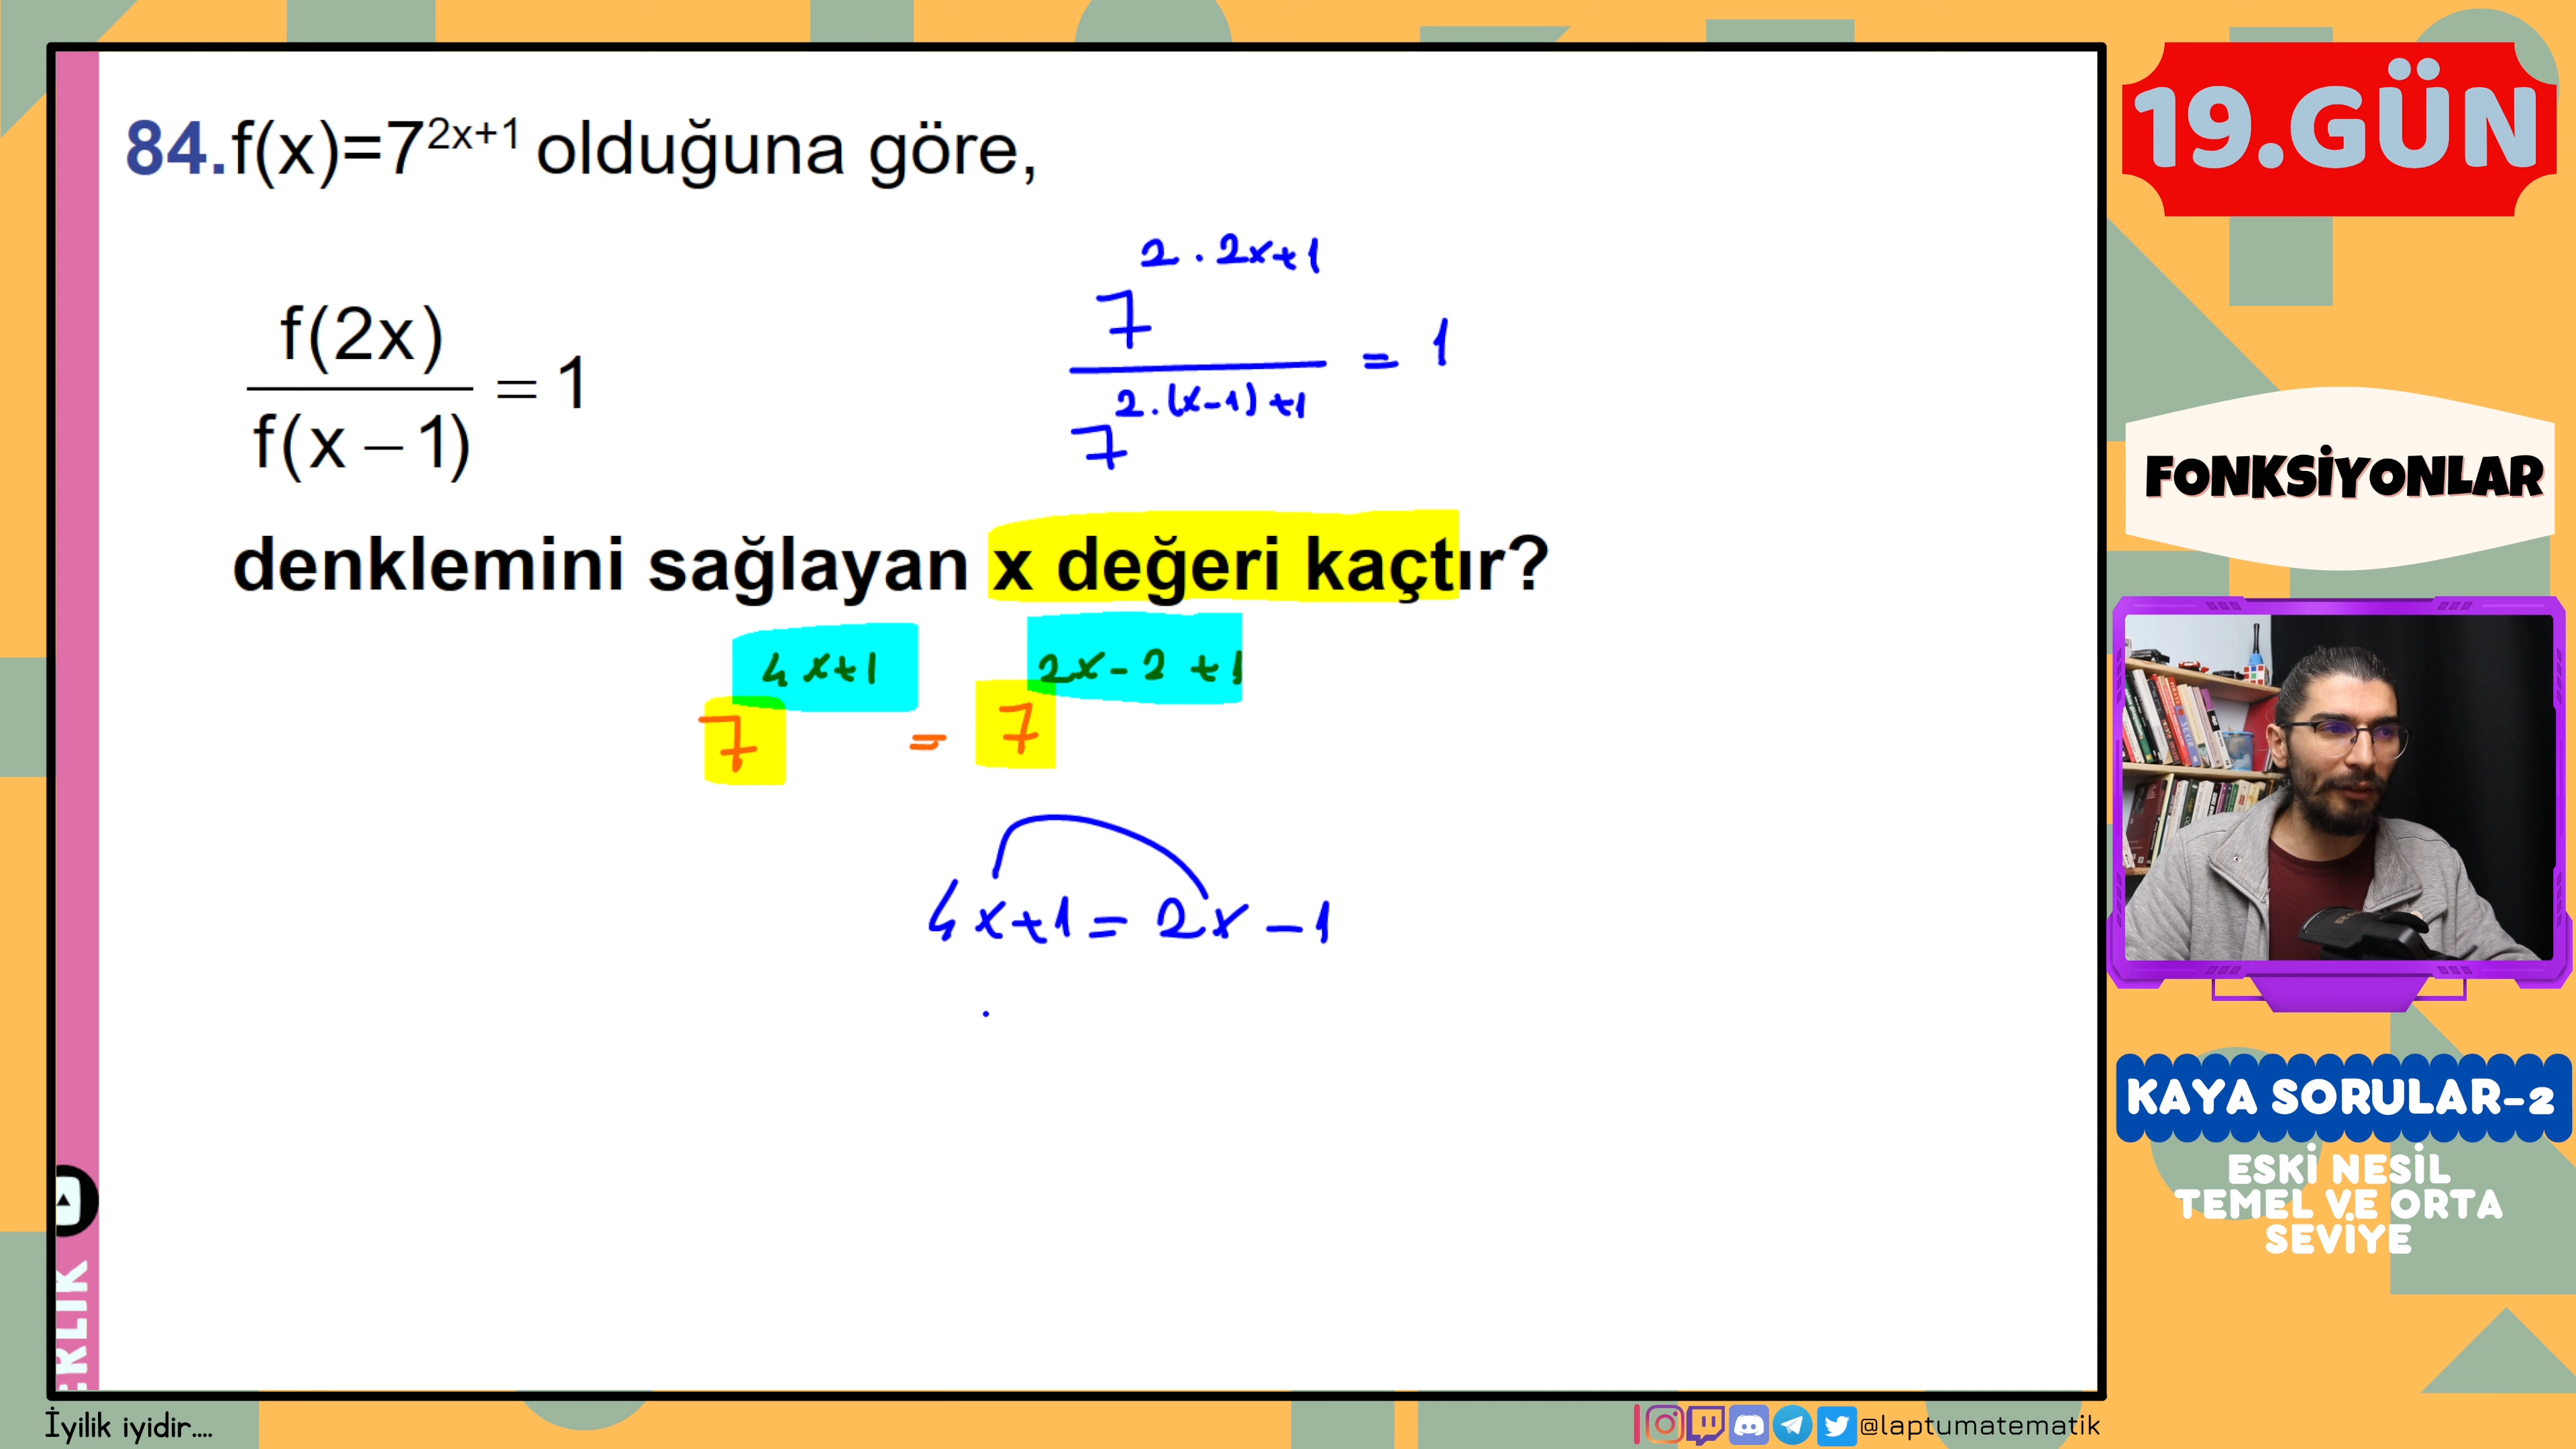 84. f(x)=7^{2x+1} olduğuna göre,
f(2x)
f(x – 1)
= 1
2 . 2x+1
7
2.(x-1)+1
7
= 1
denklemini sağlayan x değeri kaçtır?
4x+1
7
=
2x-2+1
7
4x+1 = 2x-1
ERLİK
19.GÜN
FONKSİYONLAR
KAYA SORULAR-2
ESKİ NESİL
TEMEL VE ORTA
SEVİYE
İyilik iyidir....
@laptumatematik